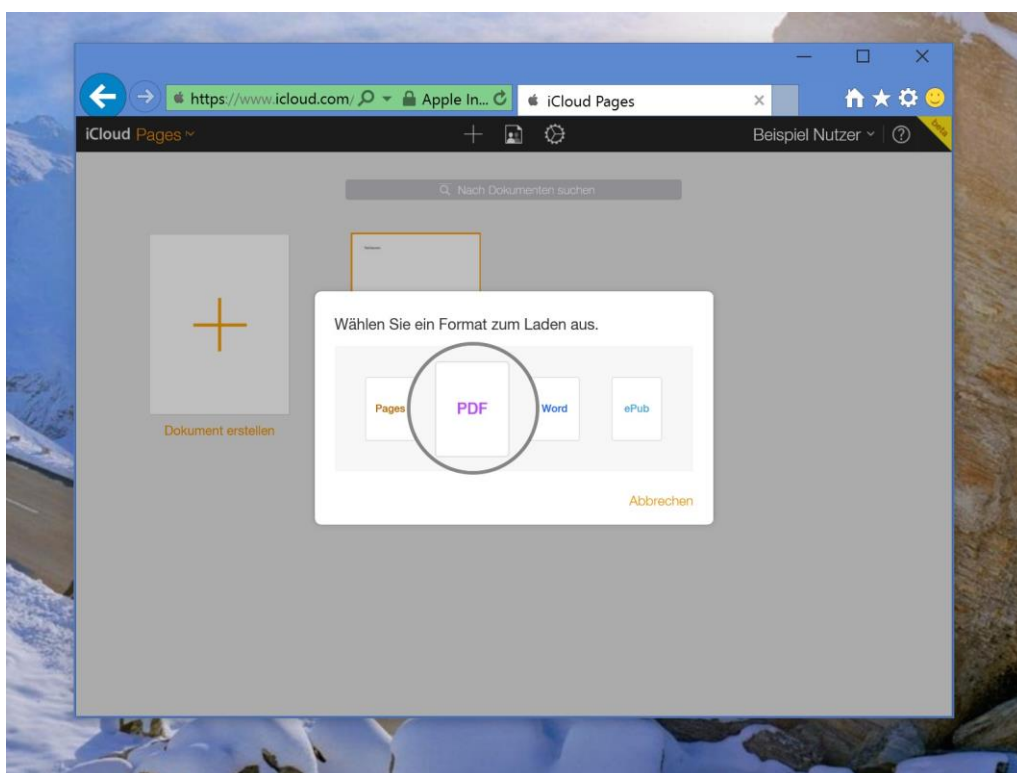 https://www.icloud.com/ Apple In... iCloud Pages
iCloud Pages Beispiel Nutzer beta
Nach Dokumenten suchen
Wählen Sie ein Format zum Laden aus.
Pages PDF Word ePub
Dokument erstellen
Abbrechen